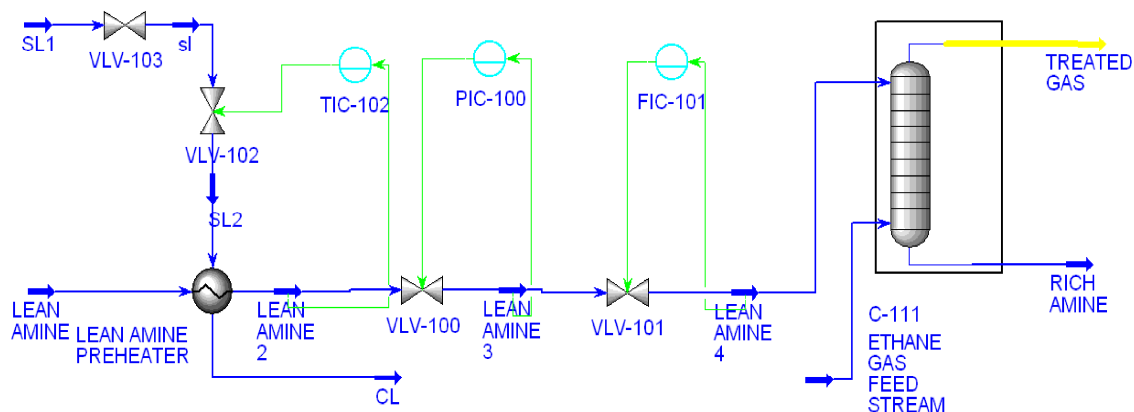 SL1
VLV-103
sl
TIC-102
PIC-100
FIC-101
TREATED
GAS
VLV-102
SL2
LEAN
AMINE
LEAN AMINE
PREHEATER
LEAN
AMINE
2
VLV-100
LEAN
AMINE
3
VLV-101
LEAN
AMINE
4
RICH
AMINE
C-111
ETHANE
GAS
FEED
STREAM
CL